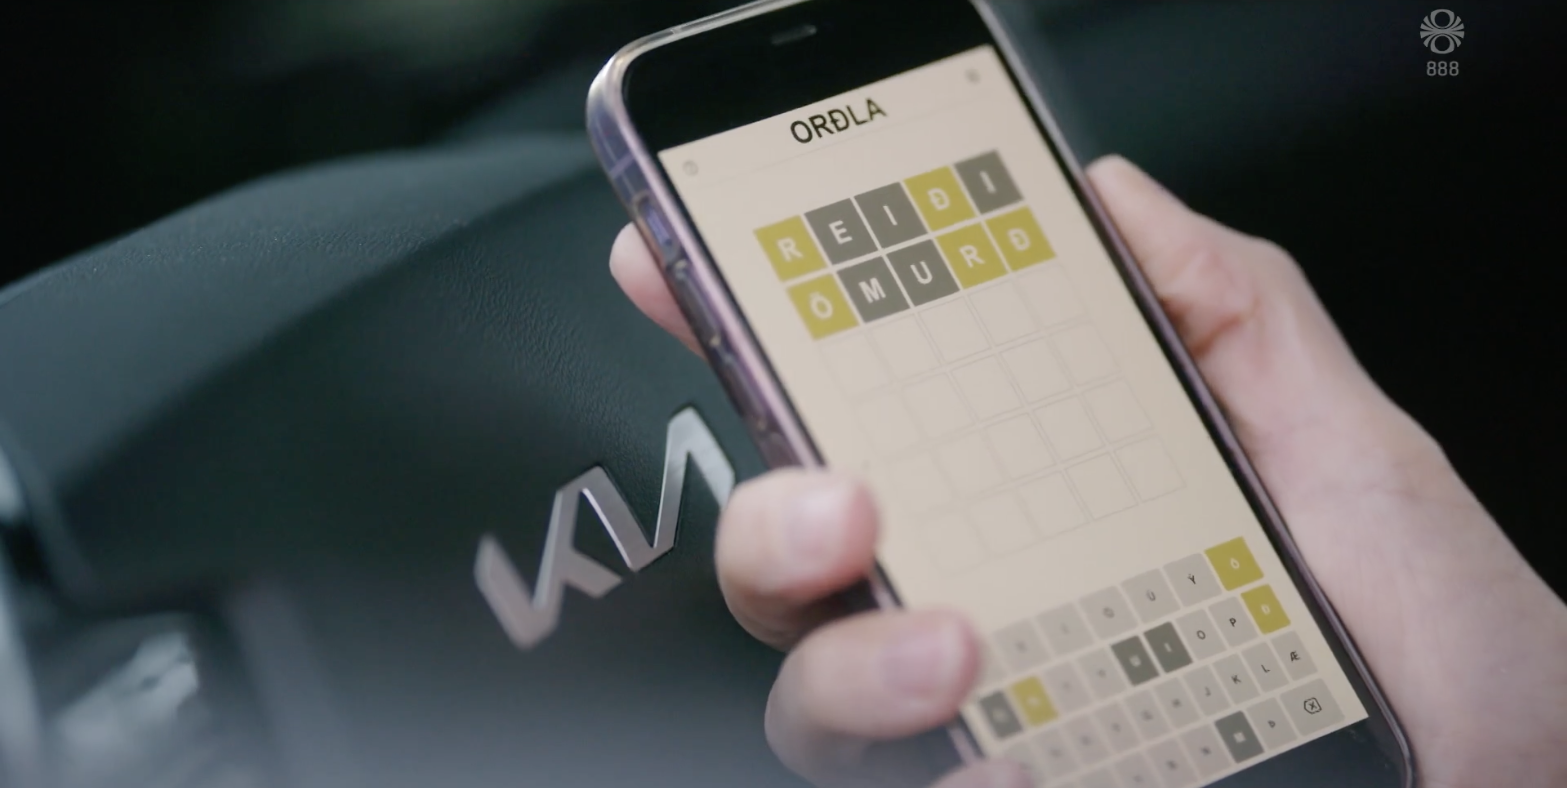 888
ORÐLA
REIÐI
ÖMURÐ
Ý Ö
U I O P Ð
J K L Æ
M Þ
KIA